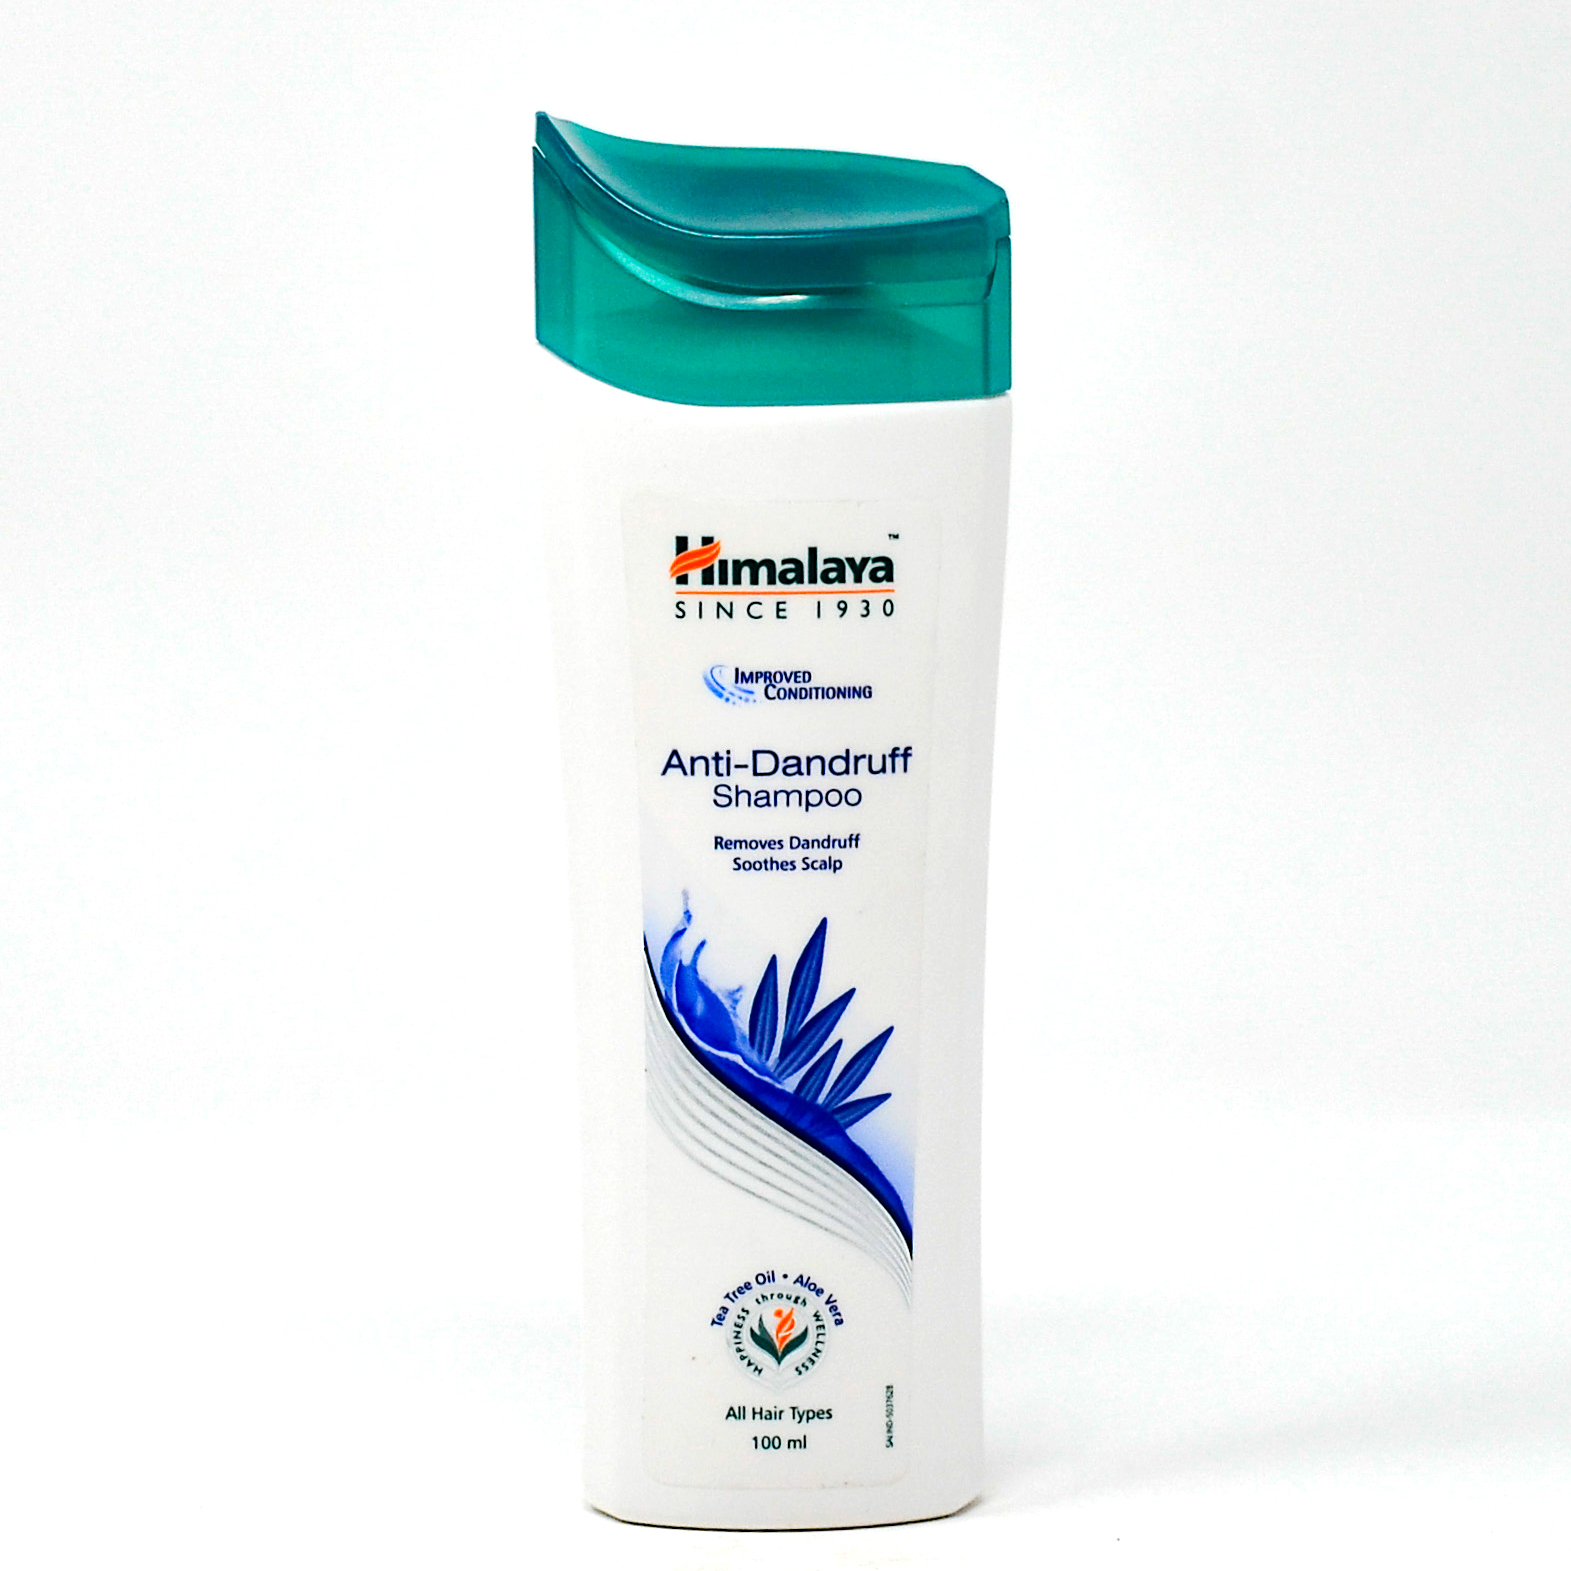 Himalaya™
SINCE 1930
IMPROVED
CONDITIONING
Anti-Dandruff
Shampoo
Removes Dandruff
Soothes Scalp
Tea Tree Oil • Aloe Vera
HAPPINESS through WELLNESS
All Hair Types
100 ml